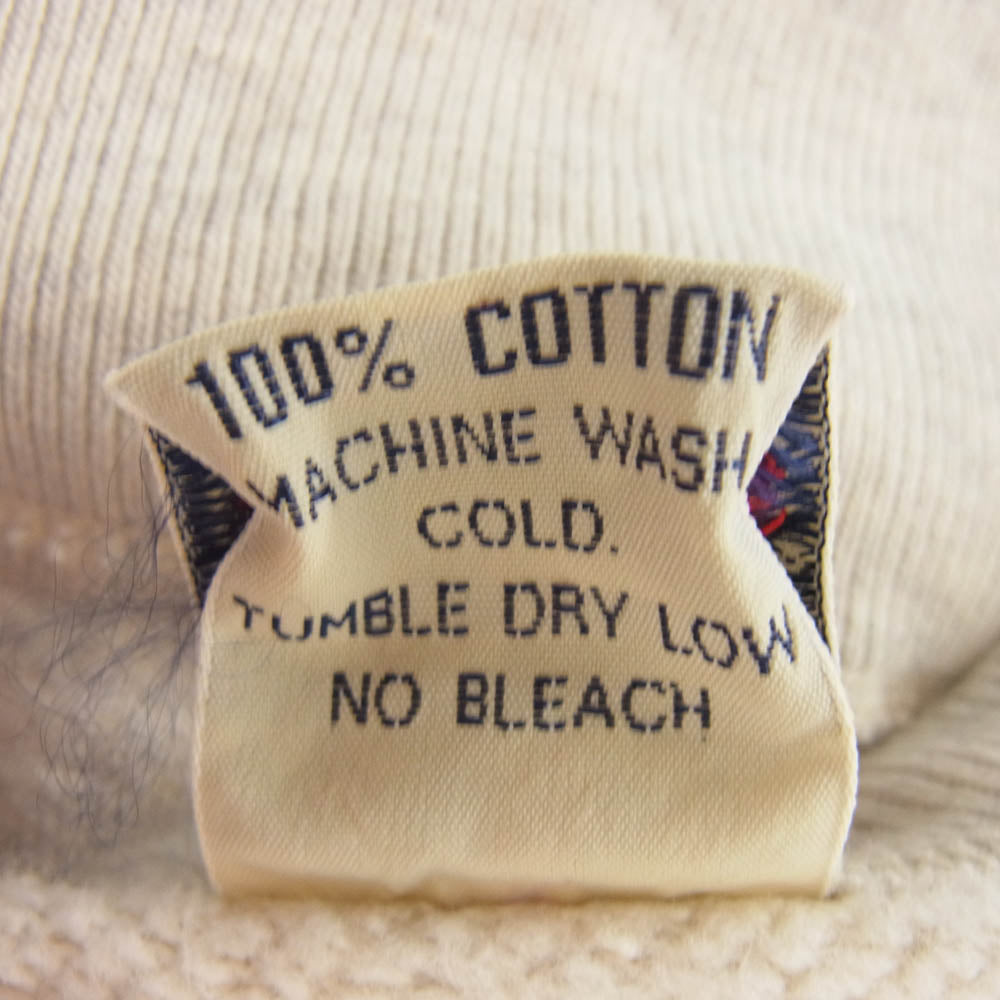 100% COTTON
MACHINE WASH
COLD.
TUMBLE DRY LOW
NO BLEACH